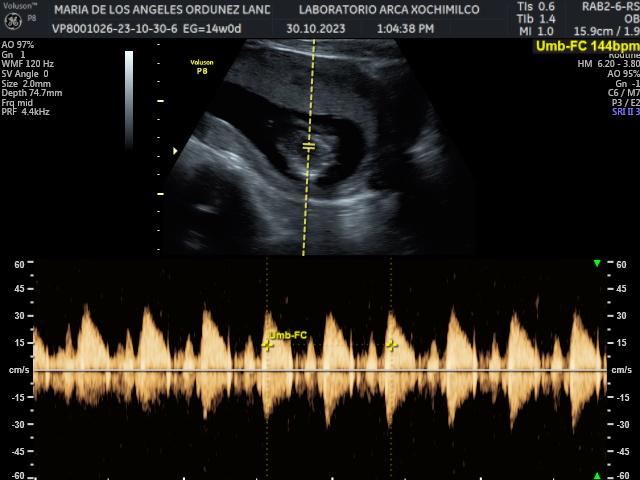 Voluson™
P8
MARIA DE LOS ANGELES ORDUNEZ LANC
LABORATORIO ARCA XOCHIMILCO
TIs 0.6
RAB2-6-RS
VP8001026-23-10-30-6 EG=14w0d
30.10.2023
1:04:38 PM
TIb 1.4
OB
MI 1.0
15.9cm / 1.9
Umb-FC 144bpm
AO 97%
Gn 1
WMF 120 Hz
SV Angle 0
Size 2.0mm
Depth 74.7mm
Frq mid
PRF 4.4kHz
Voluson
P8
HM 6.20 - 3.80
AO 95%
Gn -1
C6 / M7
P3 / E2
SRI II 3
60
45
30
15
cm/s
-15
-30
-45
-60
Umb-FC
60
45
30
15
cm/s
-15
-30
-45
-60